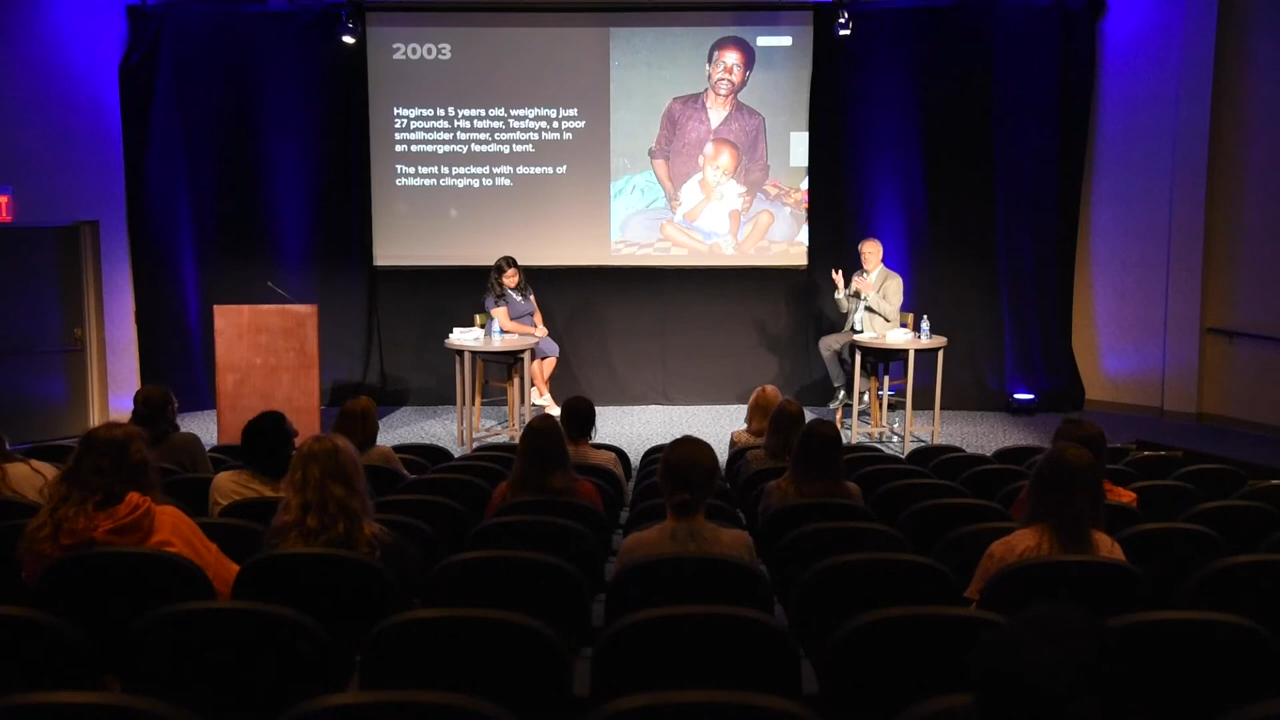 2003
Hagirso is 5 years old, weighing just
27 pounds. His father, Tesfaye, a poor
smallholder farmer, comforts him in
an emergency feeding tent.
The tent is packed with dozens of
children clinging to life.